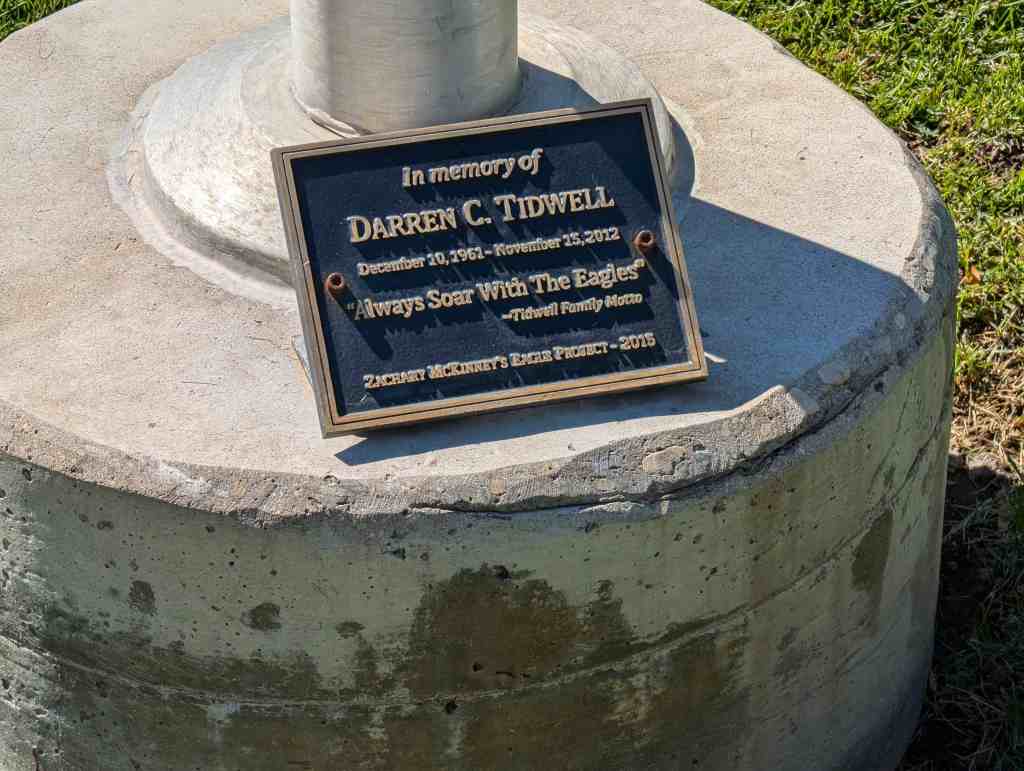 In memory of
DARREN C. TIDWELL
December 10, 1961 - November 15, 2012
"Always Soar With The Eagles"
~Tidwell Family Motto
ZACHARY MCKINNEY'S EAGLE PROJECT - 2015